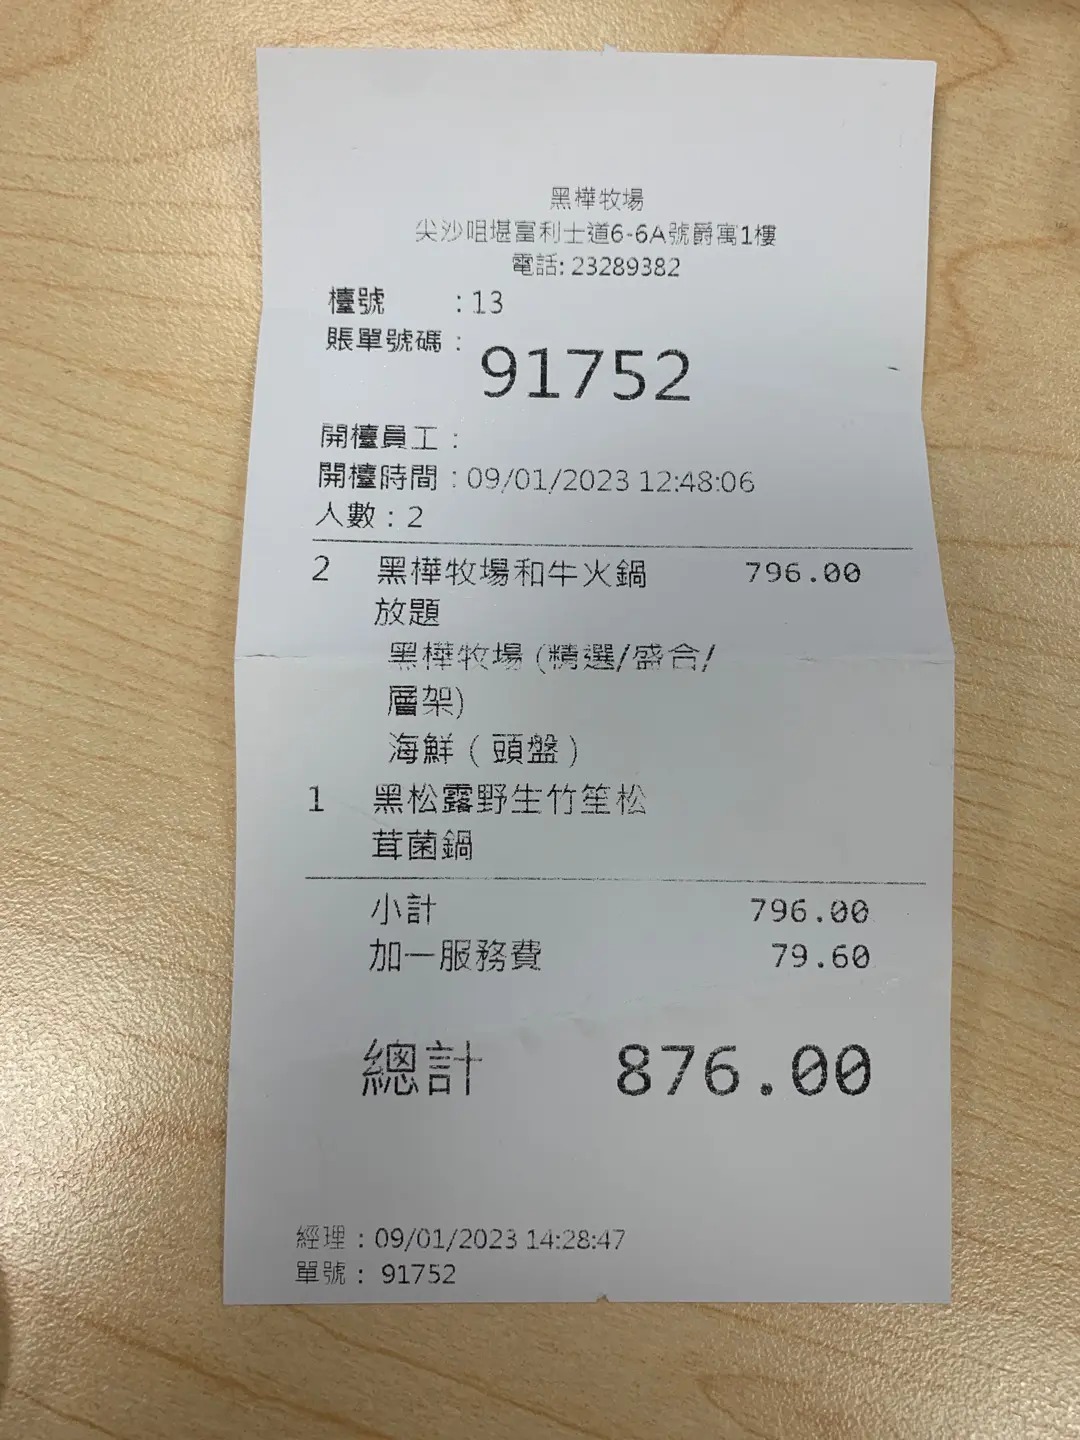 黑樺牧場
尖沙咀堪富利士道6-6A號爵寓1樓
電話: 23289382
檯號 : 13
賬單號碼 : 91752
開檯員工 :
開檯時間 : 09/01/2023 12:48:06
人數 : 2
2 黑樺牧場和牛火鍋 796.00
放題
黑樺牧場 (精選/盛合/
層架)
海鮮 ( 頭盤 )
1 黑松露野生竹笙松
茸菌鍋
小計 796.00
加一服務費 79.60
總計 876.00
經理 : 09/01/2023 14:28:47
單號 : 91752